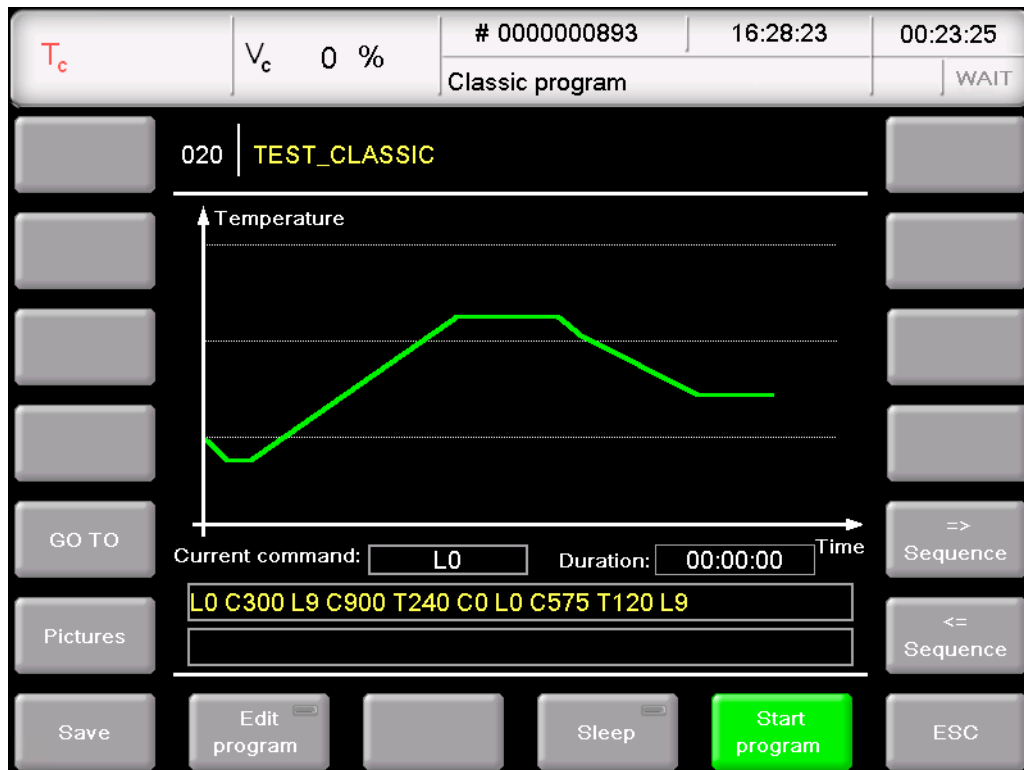 Tc
Vc 0 %
# 0000000893
16:28:23
00:23:25
Classic program
WAIT
020 TEST_CLASSIC
Temperature
Time
GO TO
Current command: L0
Duration: 00:00:00
=> Sequence
L0 C300 L9 C900 T240 C0 L0 C575 T120 L9
Pictures
<= Sequence
Save
Edit program
Sleep
Start program
ESC